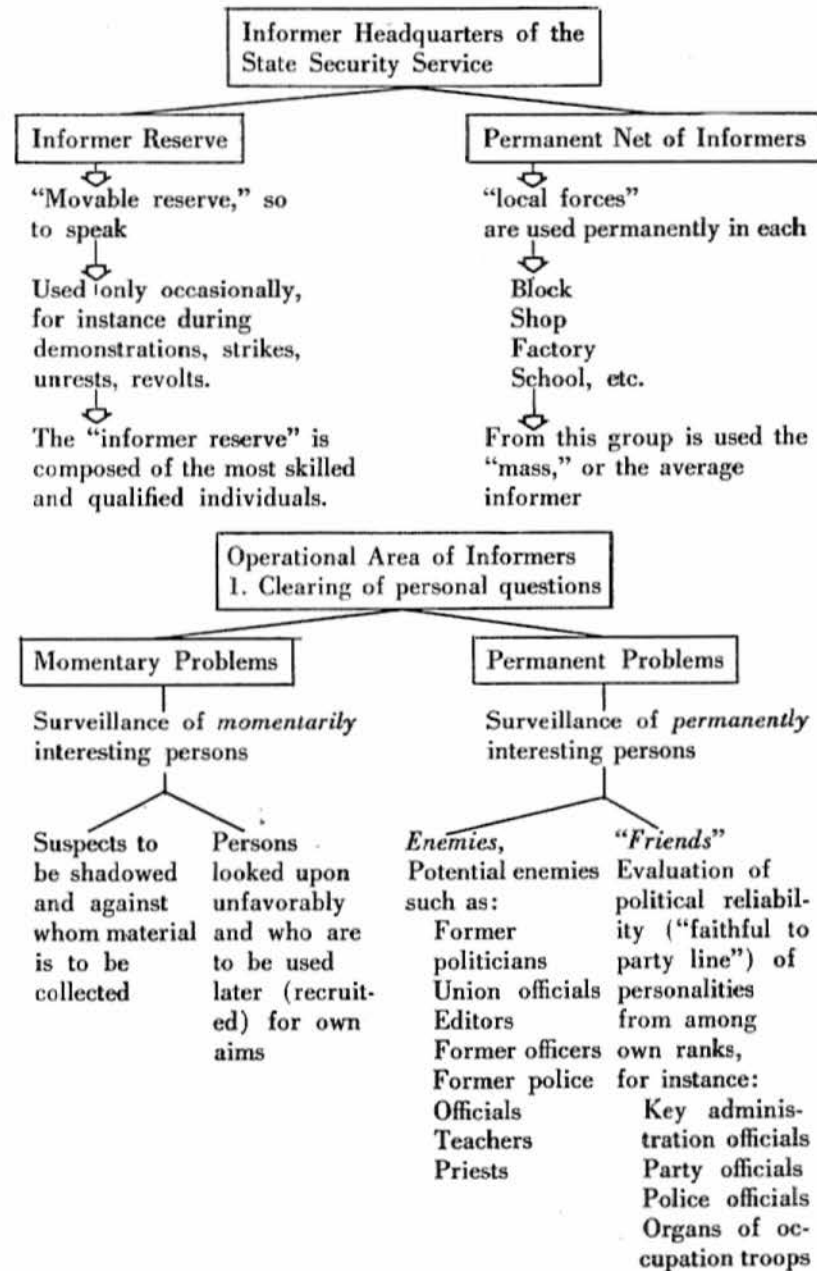 Informer Headquarters of the
State Security Service
Informer Reserve
"Movable reserve," so
to speak
Used only occasionally,
for instance during
demonstrations, strikes,
unrests, revolts.
The "informer reserve" is
composed of the most skilled
and qualified individuals.
Permanent Net of Informers
"local forces"
are used permanently in each
Block
Shop
Factory
School, etc.
From this group is used the
"mass," or the average
informer
Operational Area of Informers
1. Clearing of personal questions
Momentary Problems
Surveillance of momentarily
interesting persons
Suspects to
be shadowed
and against
whom material
is to be
collected
Persons
looked upon
unfavorably
and who are
to be used
later (recruit-
ed) for own
aims
Permanent Problems
Surveillance of permanently
interesting persons
Enemies,
Potential enemies
such as:
Former
politicians
Union officials
Editors
Former officers
Former police
Officials
Teachers
Priests
"Friends"
Evaluation of
political reliabil-
ity ("faithful to
party line") of
personalities
from among
own ranks,
for instance:
Key adminis-
tration officials
Party officials
Police officials
Organs of oc-
cupation troops